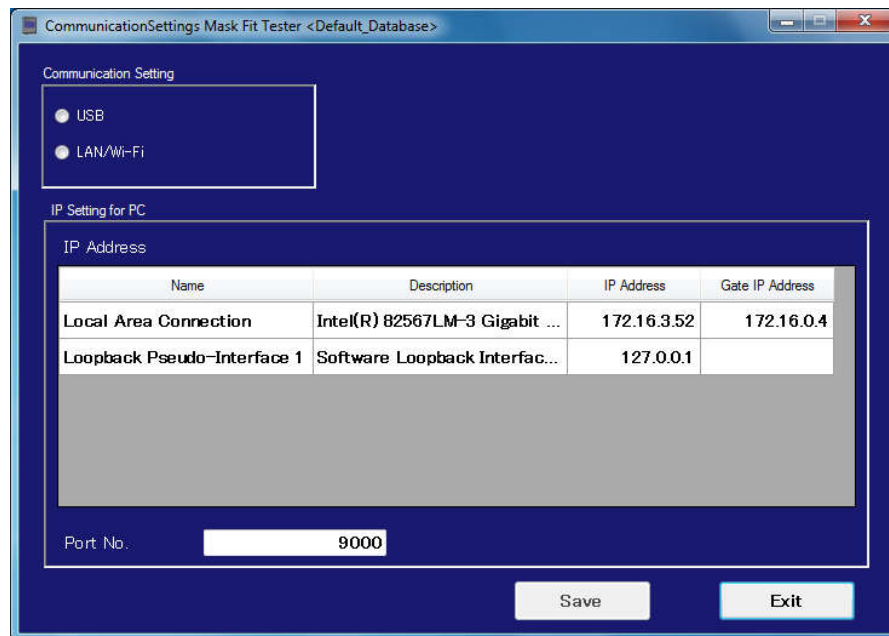 CommunicationSettings Mask Fit Tester <Default_Database>
Communication Setting
USB
LAN/Wi-Fi
IP Setting for PC
IP Address
Name Description IP Address Gate IP Address
Local Area Connection Intel(R) 82567LM-3 Gigabit ... 172.16.3.52 172.16.0.4
Loopback Pseudo-Interface 1 Software Loopback Interfac... 127.0.0.1
Port No. 9000
Save Exit